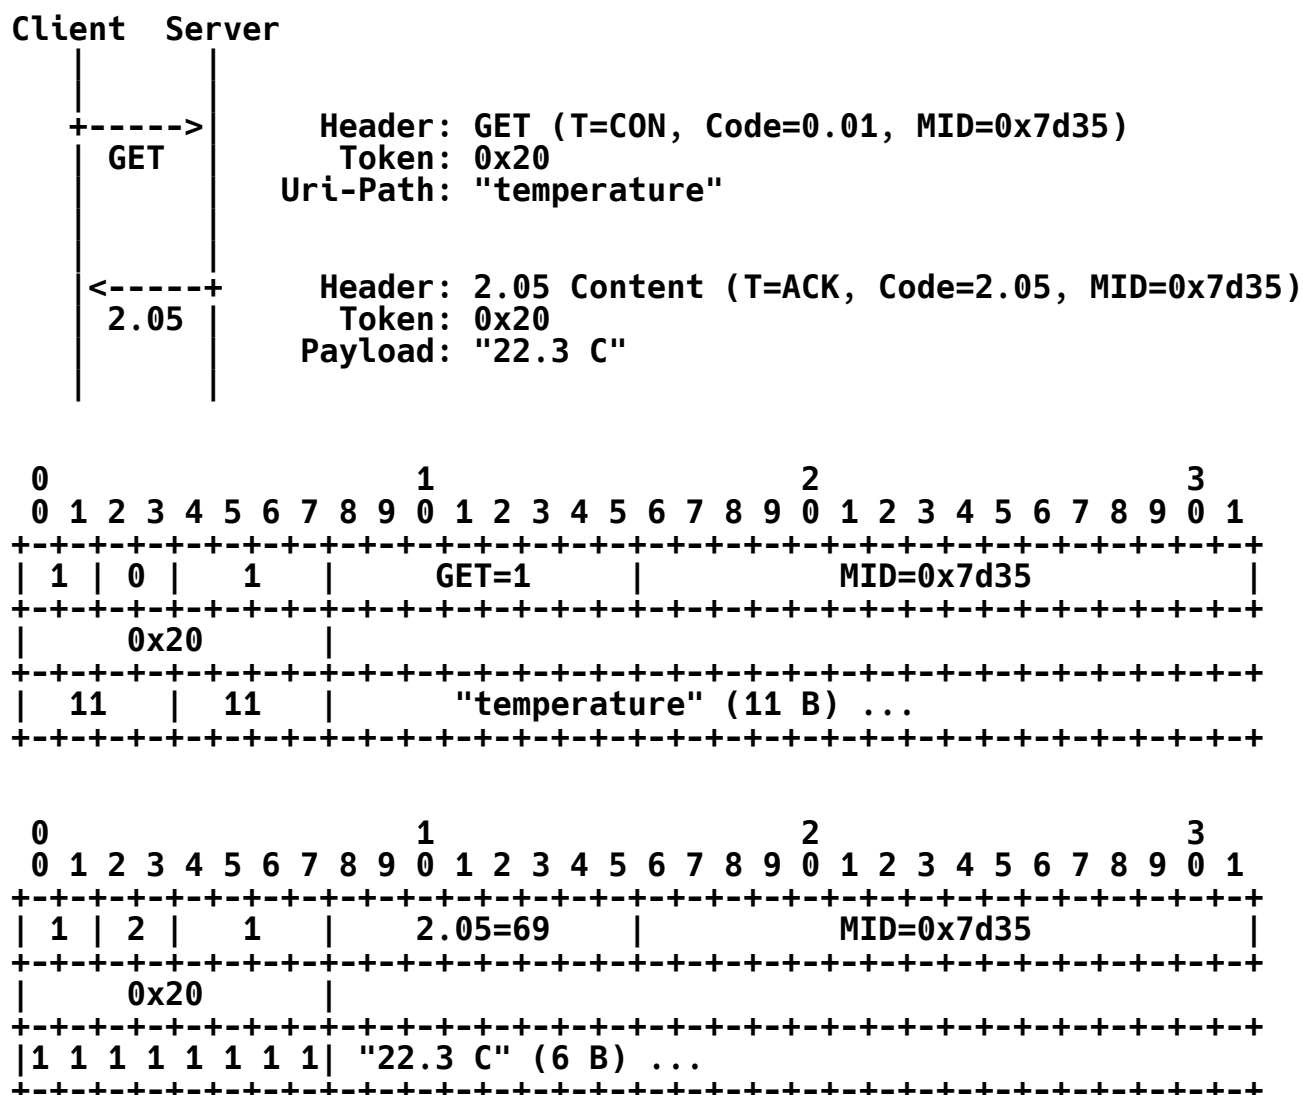 Client  Server
   |      |
   |      |
   +----->|     Header: GET (T=CON, Code=0.01, MID=0x7d35)
   | GET  |      Token: 0x20
   |      |   Uri-Path: "temperature"
   |      |
   |      |
   |<-----+     Header: 2.05 Content (T=ACK, Code=2.05, MID=0x7d35)
   | 2.05 |      Token: 0x20
   |      |    Payload: "22.3 C"
   |      |
 0                   1                   2                   3
 0 1 2 3 4 5 6 7 8 9 0 1 2 3 4 5 6 7 8 9 0 1 2 3 4 5 6 7 8 9 0 1
+-+-+-+-+-+-+-+-+-+-+-+-+-+-+-+-+-+-+-+-+-+-+-+-+-+-+-+-+-+-+-+-+
| 1 | 0 |   1   |     GET=1     |          MID=0x7d35           |
+-+-+-+-+-+-+-+-+-+-+-+-+-+-+-+-+-+-+-+-+-+-+-+-+-+-+-+-+-+-+-+-+
|     0x20      |
+-+-+-+-+-+-+-+-+-+-+-+-+-+-+-+-+-+-+-+-+-+-+-+-+-+-+-+-+-+-+-+-+
|  11   |  11   |      "temperature" (11 B) ...
+-+-+-+-+-+-+-+-+-+-+-+-+-+-+-+-+-+-+-+-+-+-+-+-+-+-+-+-+-+-+-+-+
 0                   1                   2                   3
 0 1 2 3 4 5 6 7 8 9 0 1 2 3 4 5 6 7 8 9 0 1 2 3 4 5 6 7 8 9 0 1
+-+-+-+-+-+-+-+-+-+-+-+-+-+-+-+-+-+-+-+-+-+-+-+-+-+-+-+-+-+-+-+-+
| 1 | 2 |   1   |    2.05=69    |          MID=0x7d35           |
+-+-+-+-+-+-+-+-+-+-+-+-+-+-+-+-+-+-+-+-+-+-+-+-+-+-+-+-+-+-+-+-+
|     0x20      |
+-+-+-+-+-+-+-+-+-+-+-+-+-+-+-+-+-+-+-+-+-+-+-+-+-+-+-+-+-+-+-+-+
|1 1 1 1 1 1 1 1| "22.3 C" (6 B) ...
+-+-+-+-+-+-+-+-+-+-+-+-+-+-+-+-+-+-+-+-+-+-+-+-+-+-+-+-+-+-+-+-+